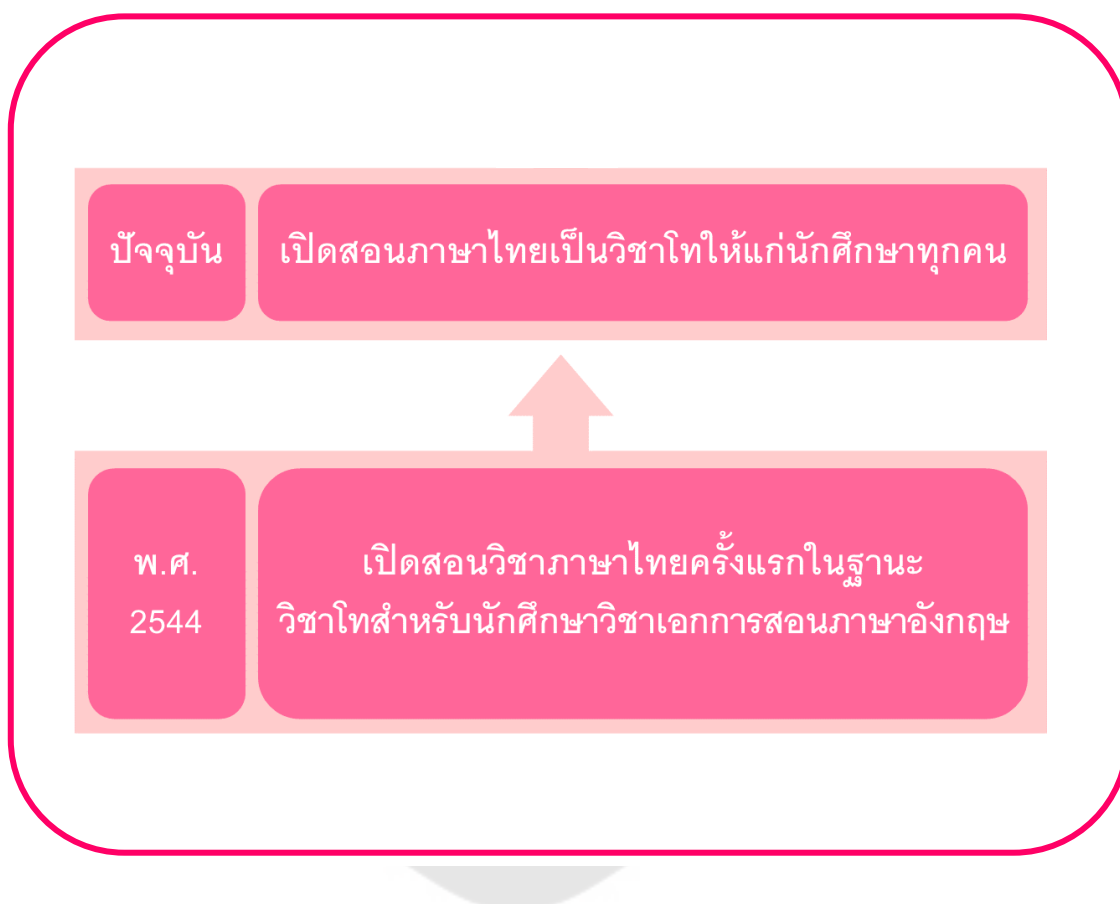 ปัจจุบัน
เปิดสอนภาษาไทยเป็นวิชาโทให้แก่นักศึกษาทุกคน
พ.ศ.
2544
เปิดสอนวิชาภาษาไทยครั้งแรกในฐานะ
วิชาโทสำหรับนักศึกษาวิชาเอกการสอนภาษาอังกฤษ